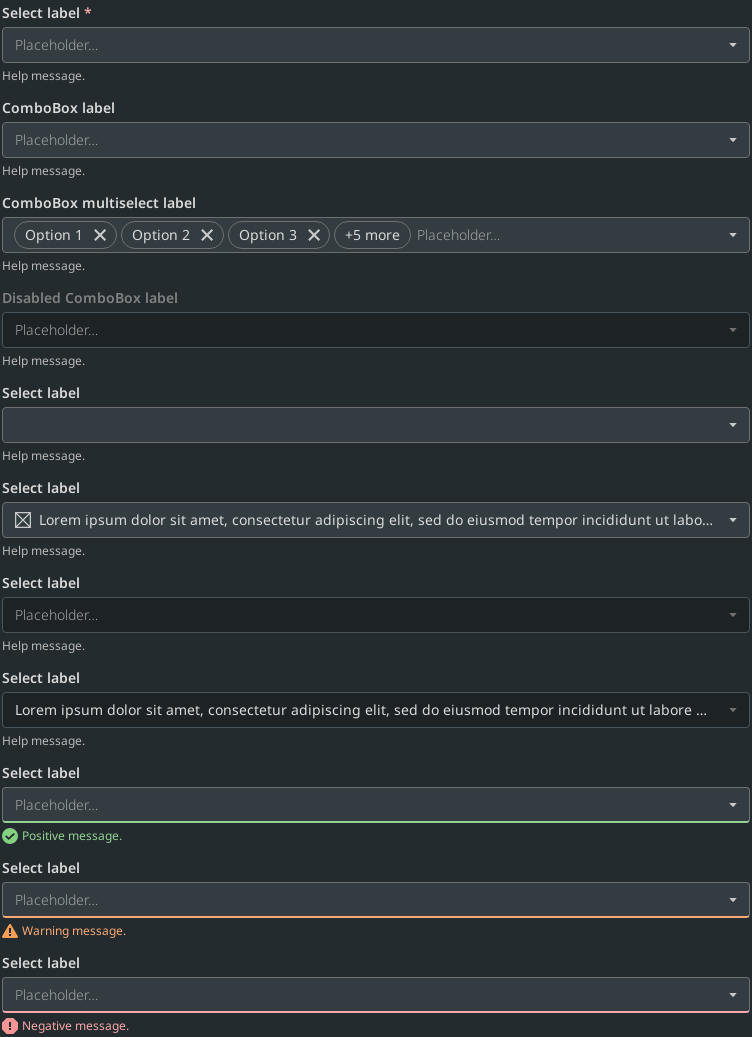 Select label *
Placeholder...
Help message.
ComboBox label
Placeholder...
Help message.
ComboBox multiselect label
Option 1 Option 2 Option 3 +5 more Placeholder...
Help message.
Disabled ComboBox label
Placeholder...
Help message.
Select label
Help message.
Select label
Lorem ipsum dolor sit amet, consectetur adipiscing elit, sed do eiusmod tempor incididunt ut labo...
Help message.
Select label
Placeholder...
Help message.
Select label
Lorem ipsum dolor sit amet, consectetur adipiscing elit, sed do eiusmod tempor incididunt ut labore ...
Help message.
Select label
Placeholder...
Positive message.
Select label
Placeholder...
Warning message.
Select label
Placeholder...
Negative message.